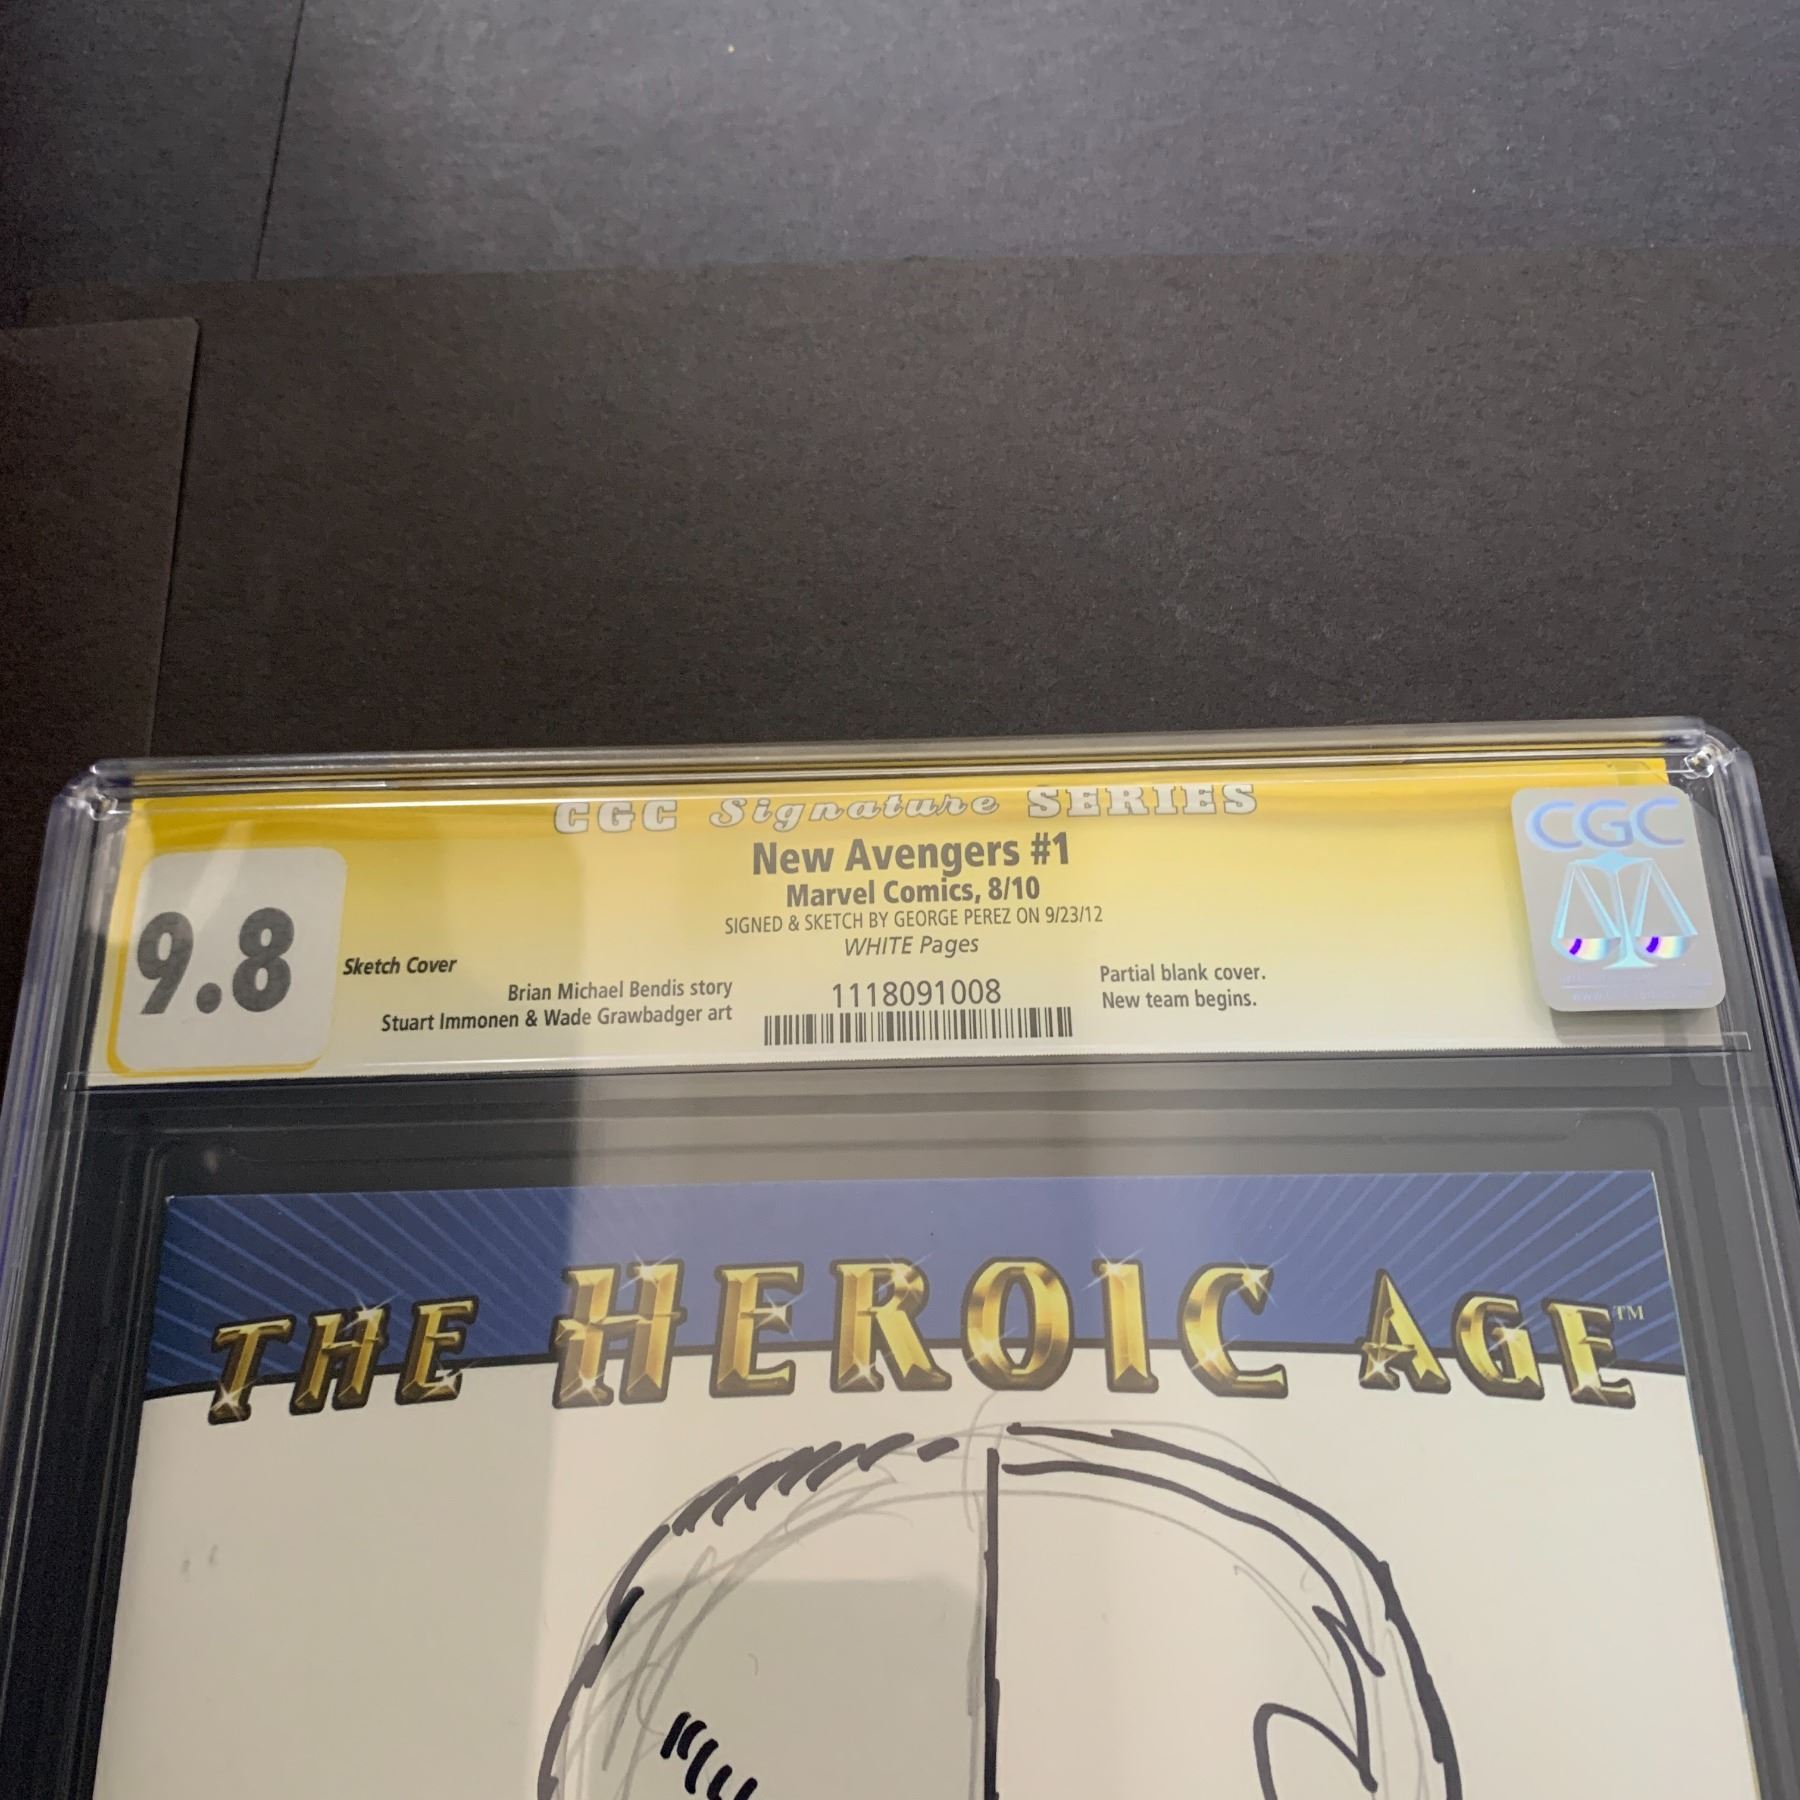 CGC Signature SERIES
New Avengers #1
Marvel Comics, 8/10
SIGNED & SKETCH BY GEORGE PEREZ ON 9/23/12
WHITE Pages
9.8
Sketch Cover
Brian Michael Bendis story
Stuart Immonen & Wade Grawbadger art
1118091008
Partial blank cover.
New team begins.
CGC
THE HEROIC AGE™